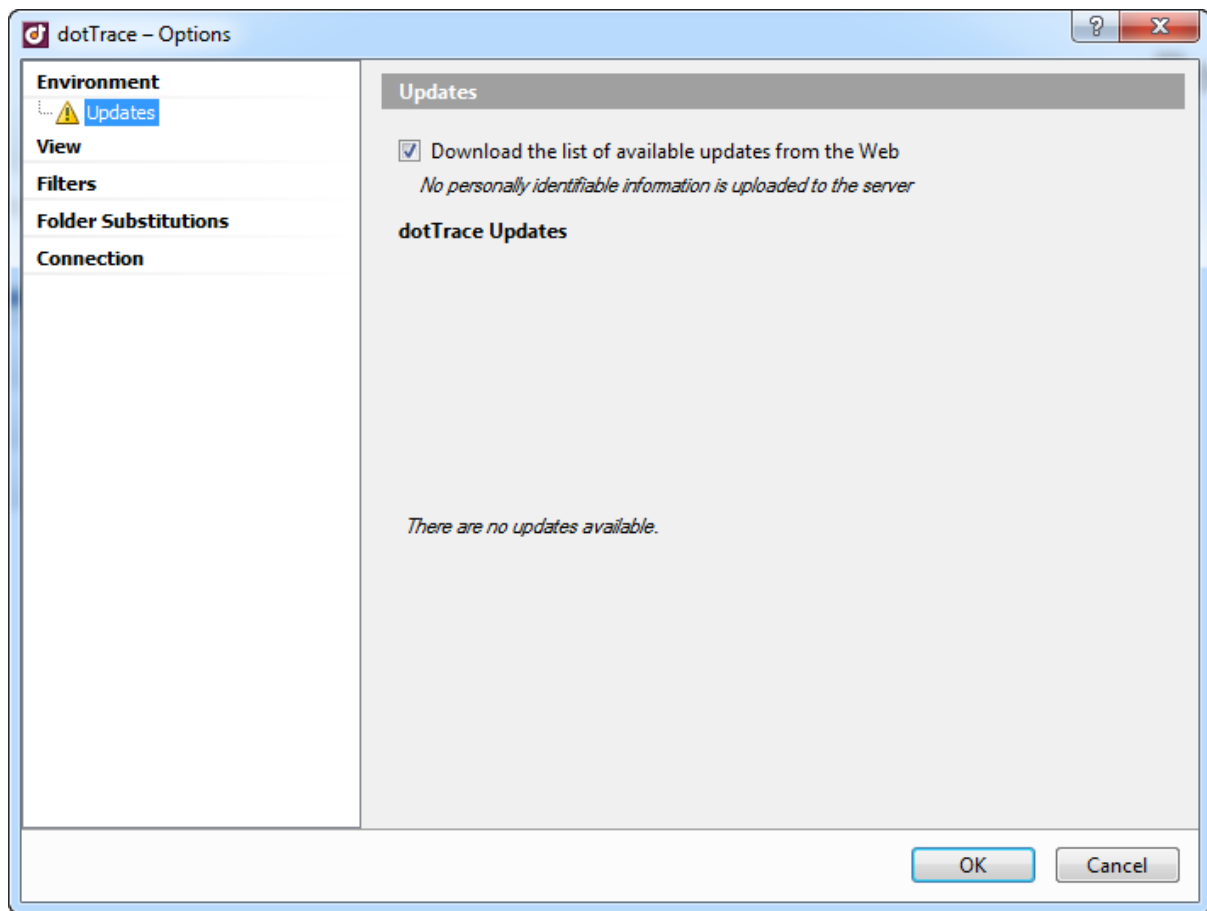 dotTrace – Options
Environment
Updates
View
Filters
Folder Substitutions
Connection
Updates
Download the list of available updates from the Web
No personally identifiable information is uploaded to the server
dotTrace Updates
There are no updates available.
OK
Cancel